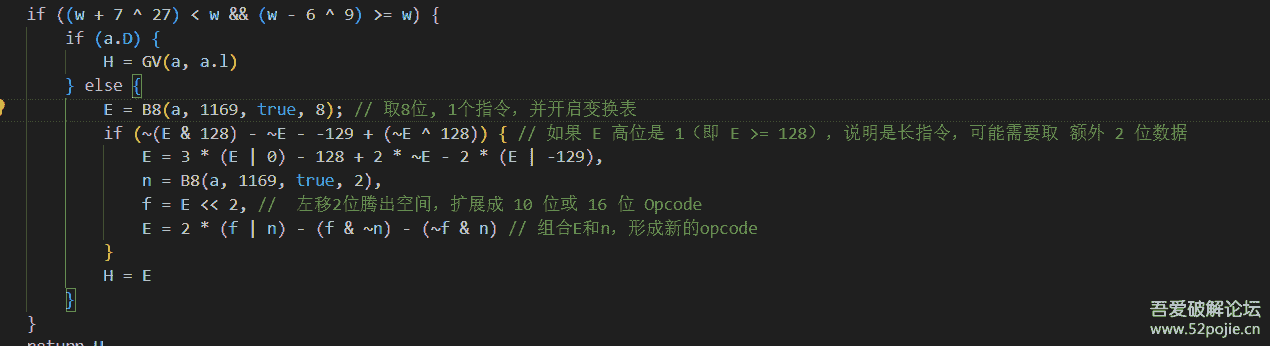 if ((w + 7 ^ 27) < w && (w - 6 ^ 9) >= w) {
if (a.D) {
H = GV(a, a.l)
} else {
E = B8(a, 1169, true, 8); // 取8位, 1个指令，并开启变换表
if (~(E & 128) - ~E - -129 + (~E ^ 128)) { // 如果 E 高位是 1（即 E >= 128），说明是长指令，可能需要取 额外 2 位数据
E = 3 * (E | 0) - 128 + 2 * ~E - 2 * (E | -129),
n = B8(a, 1169, true, 2),
f = E << 2, // 左移2位腾出空间，扩展成 10 位或 16 位 Opcode
E = 2 * (f | n) - (f & ~n) - (~f & n) // 组合E和n，形成新的opcode
}
H = E
}
}
吾爱破解论坛
www.52pojie.cn